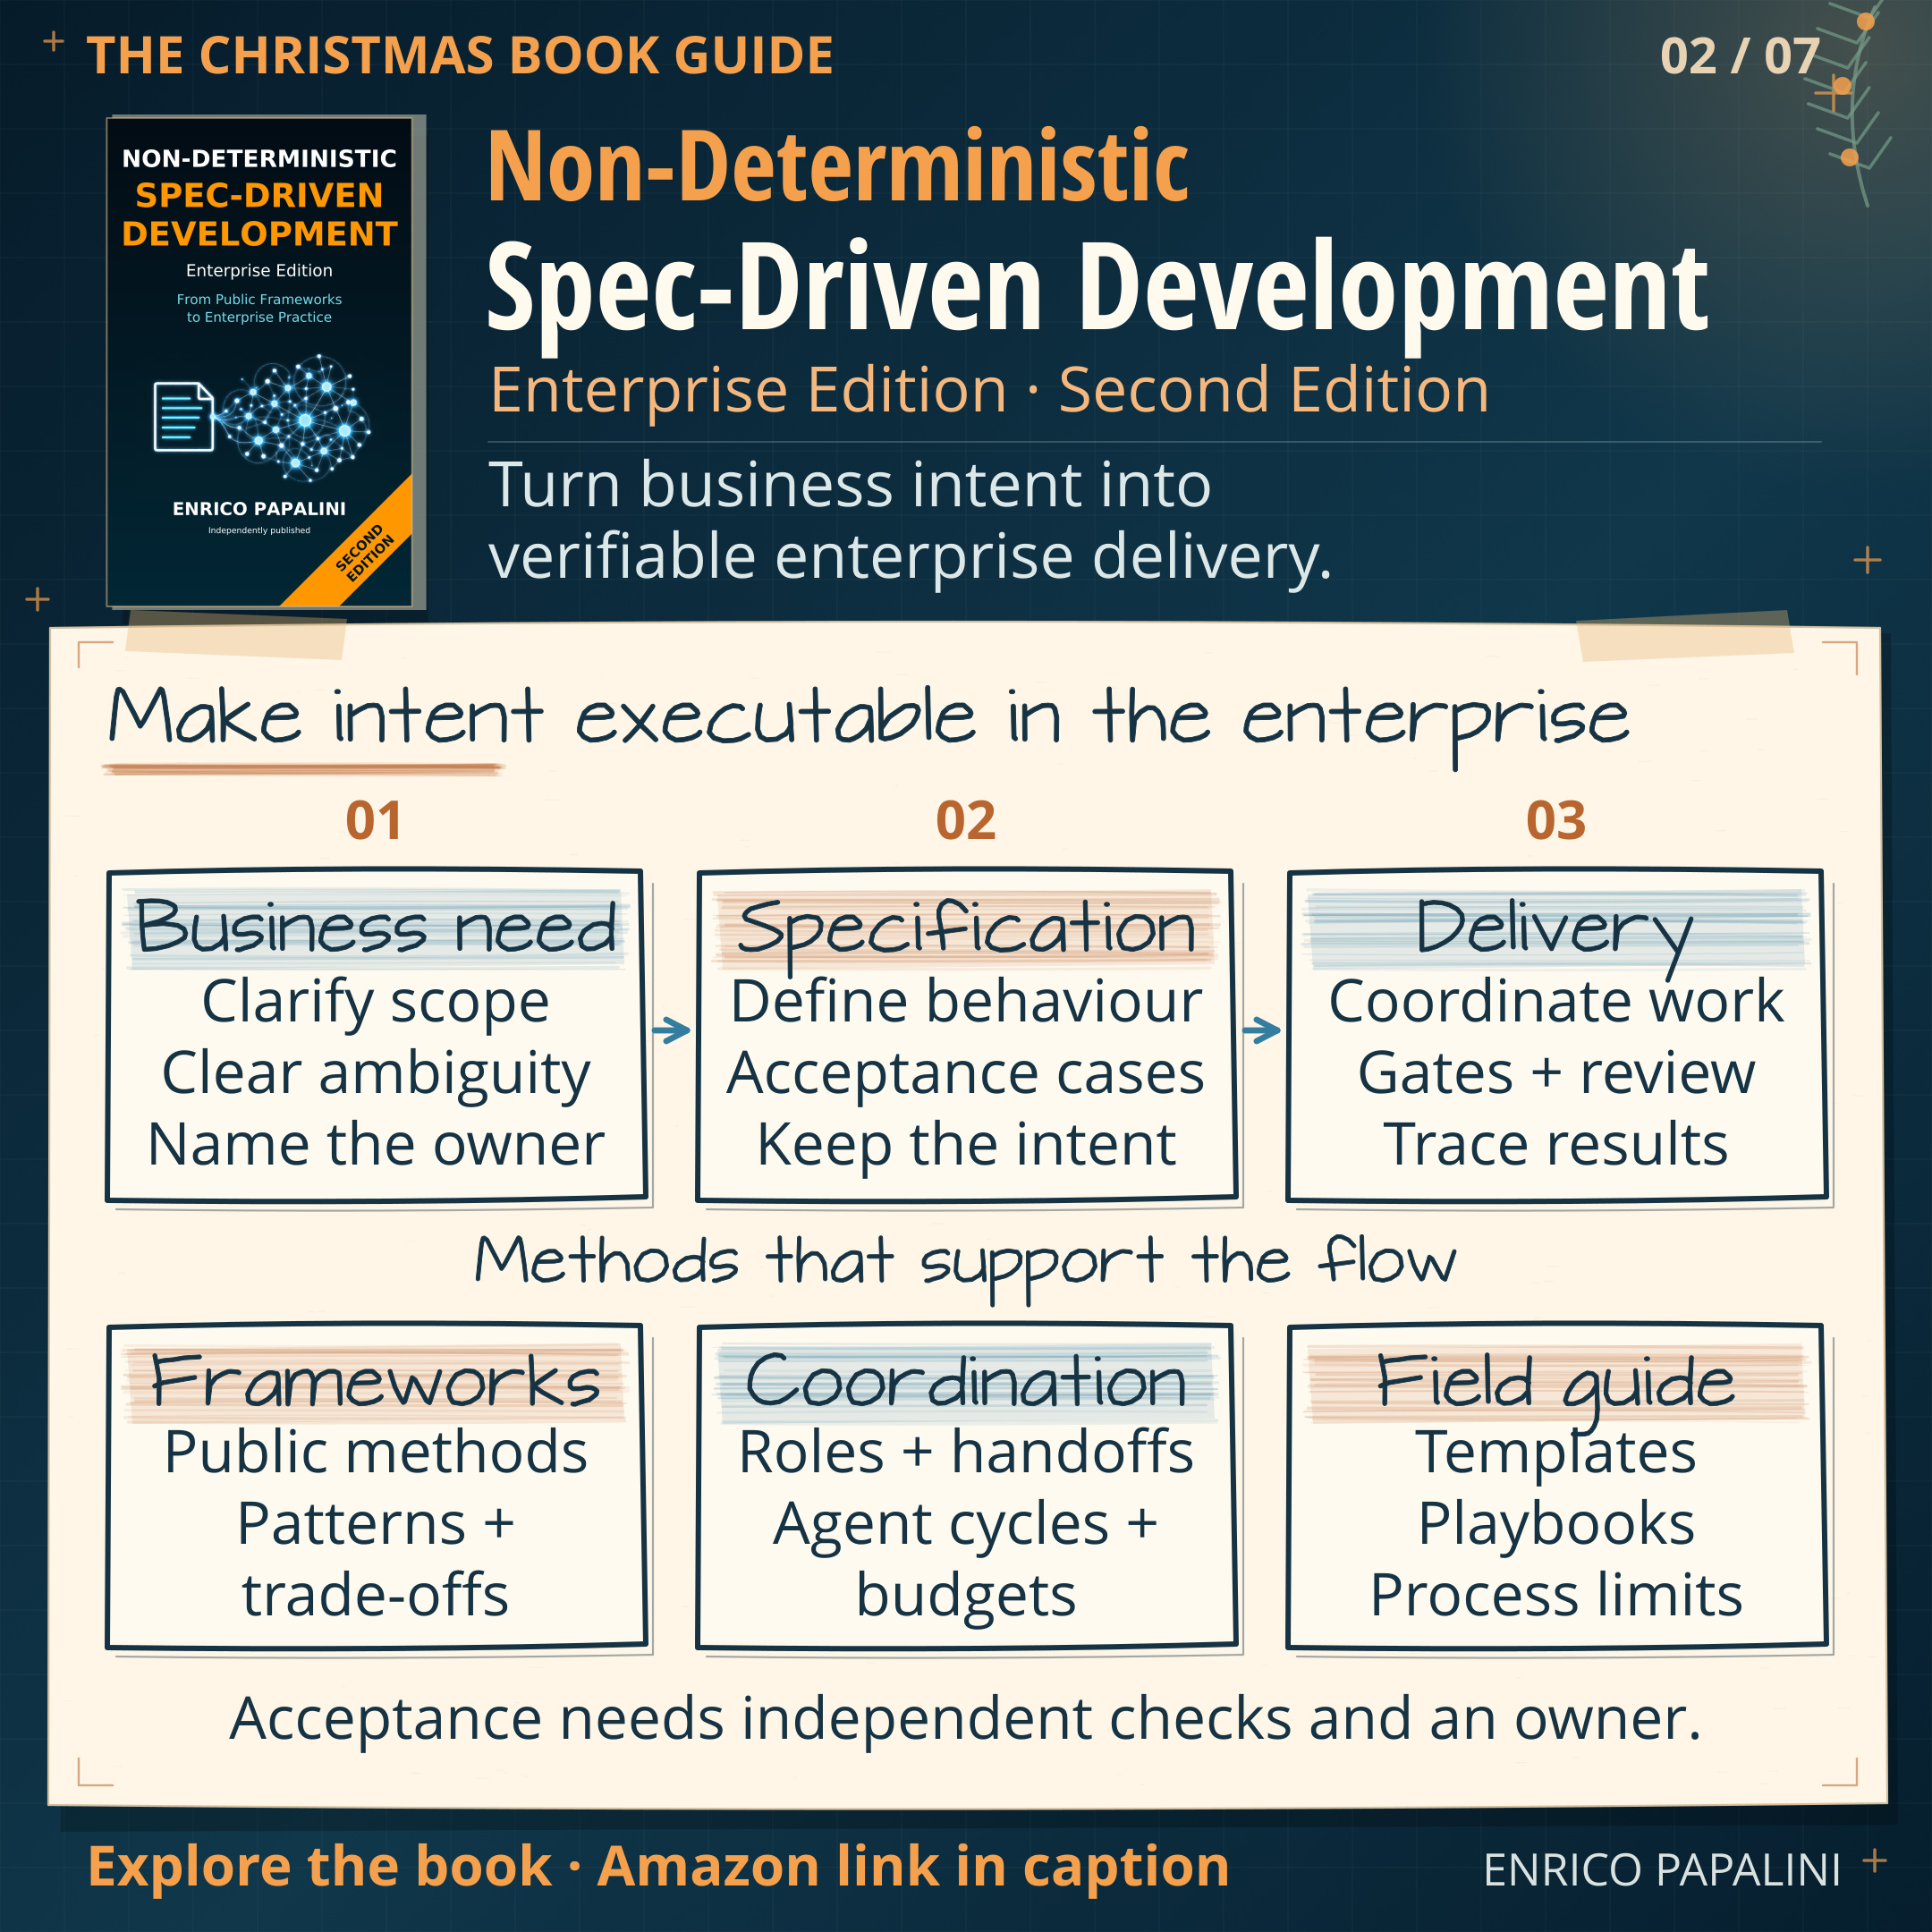 THE CHRISTMAS BOOK GUIDE
02 / 07
NON-DETERMINISTIC
SPEC-DRIVEN
DEVELOPMENT
Enterprise Edition
From Public Frameworks
to Enterprise Practice
ENRICO PAPALINI
Independently published
SECOND
EDITION
Non-Deterministic
Spec-Driven Development
Enterprise Edition · Second Edition
Turn business intent into
verifiable enterprise delivery.
Make intent executable in the enterprise
01
Business need
Clarify scope
Clear ambiguity
Name the owner
02
Specification
Define behaviour
Acceptance cases
Keep the intent
03
Delivery
Coordinate work
Gates + review
Trace results
Methods that support the flow
Frameworks
Public methods
Patterns +
trade-offs
Coordination
Roles + handoffs
Agent cycles +
budgets
Field guide
Templates
Playbooks
Process limits
Acceptance needs independent checks and an owner.
Explore the book · Amazon link in caption
ENRICO PAPALINI